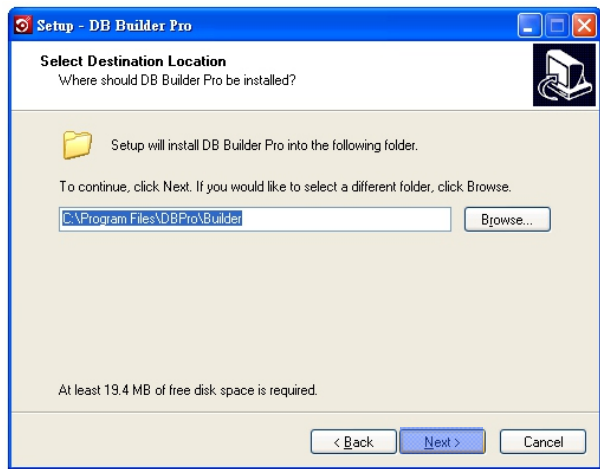 Setup - DB Builder Pro
Select Destination Location
Where should DB Builder Pro be installed?
Setup will install DB Builder Pro into the following folder.
To continue, click Next. If you would like to select a different folder, click Browse.
C:\Program Files\DBPro\Builder
Browse...
At least 19.4 MB of free disk space is required.
< Back Next > Cancel